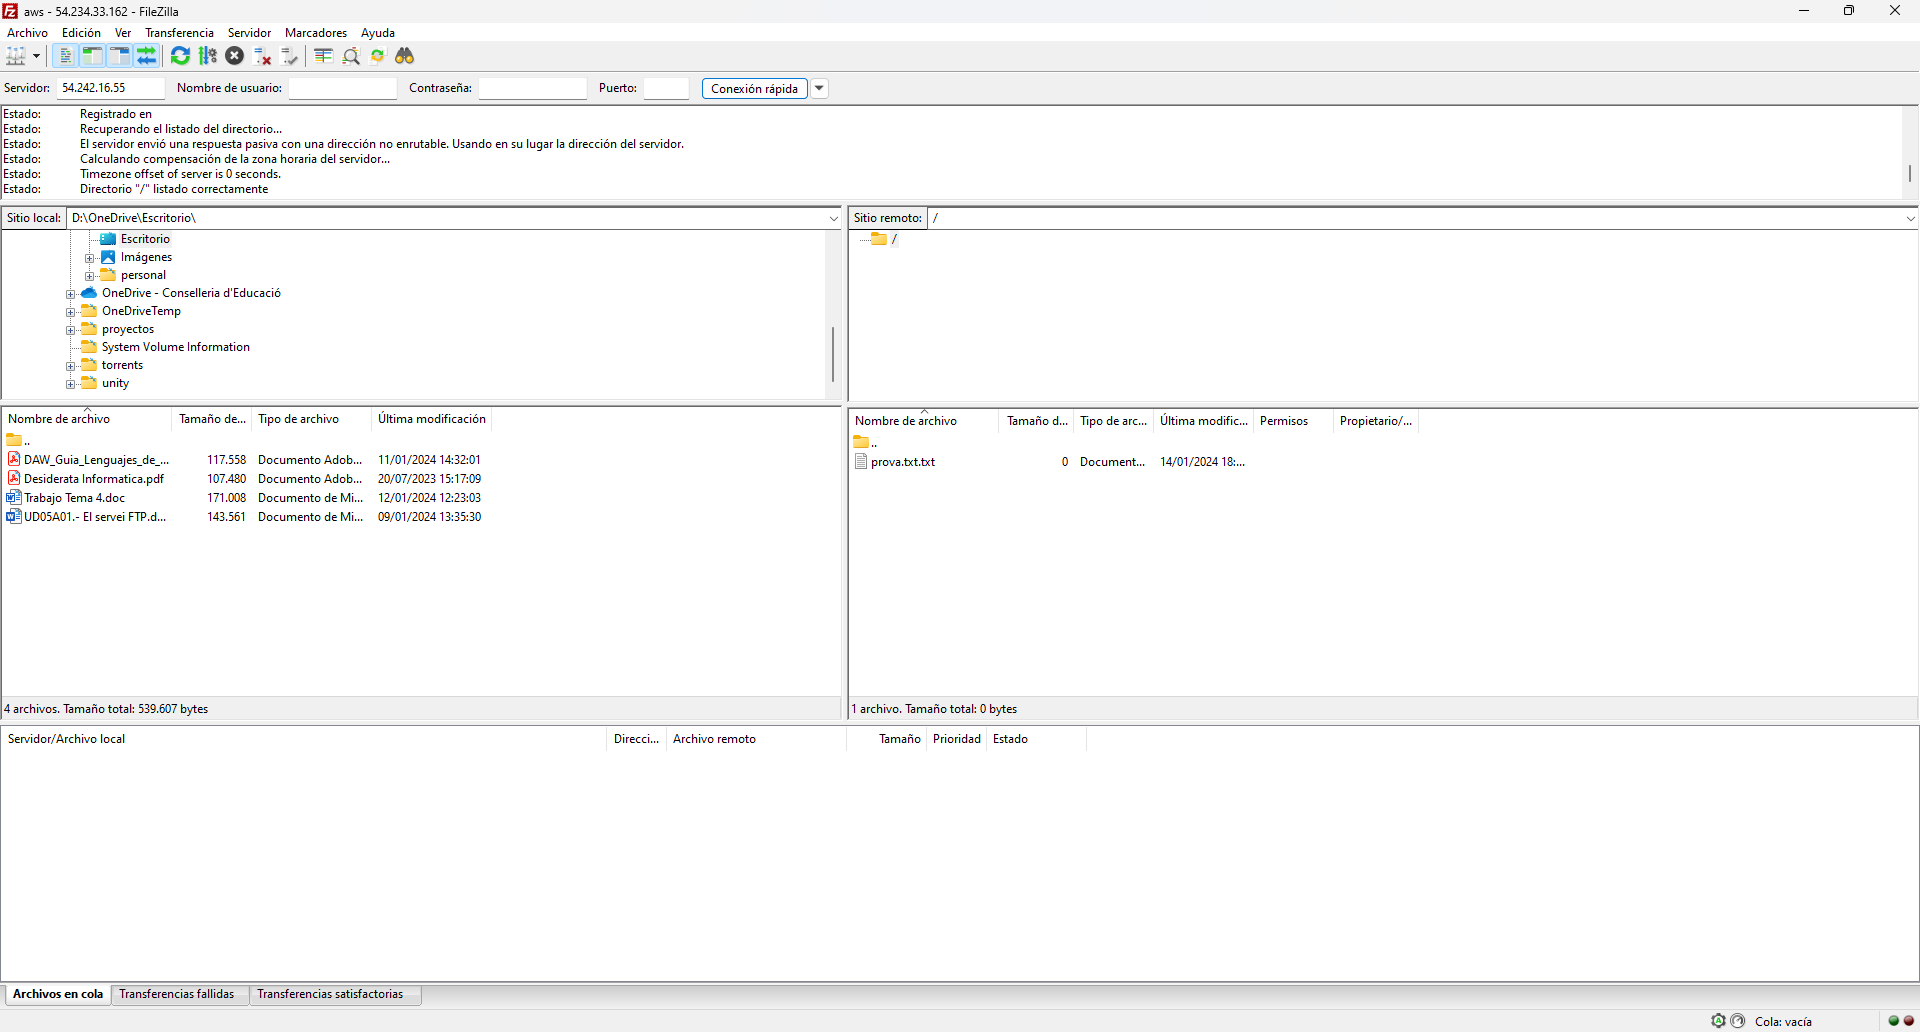 aws - 54.234.33.162 - FileZilla
Archivo Edición Ver Transferencia Servidor Marcadores Ayuda
Servidor: 54.242.16.55 Nombre de usuario: Contraseña: Puerto: Conexión rápida
Estado: Registrado en
Estado: Recuperando el listado del directorio...
Estado: El servidor envió una respuesta pasiva con una dirección no enrutable. Usando en su lugar la dirección del servidor.
Estado: Calculando compensación de la zona horaria del servidor...
Estado: Timezone offset of server is 0 seconds.
Estado: Directorio "/" listado correctamente
Sitio local: D:\OneDrive\Escritorio\
Escritorio
Imágenes
personal
OneDrive - Conselleria d'Educació
OneDriveTemp
proyectos
System Volume Information
torrents
unity
Nombre de archivo Tamaño de... Tipo de archivo Última modificación
..
DAW_Guia_Lenguajes_de_... 117.558 Documento Adob... 11/01/2024 14:32:01
Desiderata Informatica.pdf 107.480 Documento Adob... 20/07/2023 15:17:09
Trabajo Tema 4.doc 171.008 Documento de Mi... 12/01/2024 12:23:03
UD05A01.- El servei FTP.d... 143.561 Documento de Mi... 09/01/2024 13:35:30
4 archivos. Tamaño total: 539.607 bytes
Sitio remoto: /
/
Nombre de archivo Tamaño d... Tipo de arc... Última modific... Permisos Propietario/...
..
prova.txt.txt 0 Document... 14/01/2024 18:...
1 archivo. Tamaño total: 0 bytes
Servidor/Archivo local Direcci... Archivo remoto Tamaño Prioridad Estado
Archivos en cola Transferencias fallidas Transferencias satisfactorias
Cola: vacía